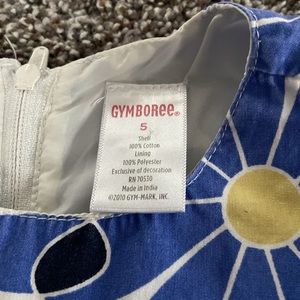 GYMBOREE®
5
Shell
100% Cotton
Lining
100% Polyester
Exclusive of decoration
RN 70530
Made in India
©2010 GYM-MARK, INC.